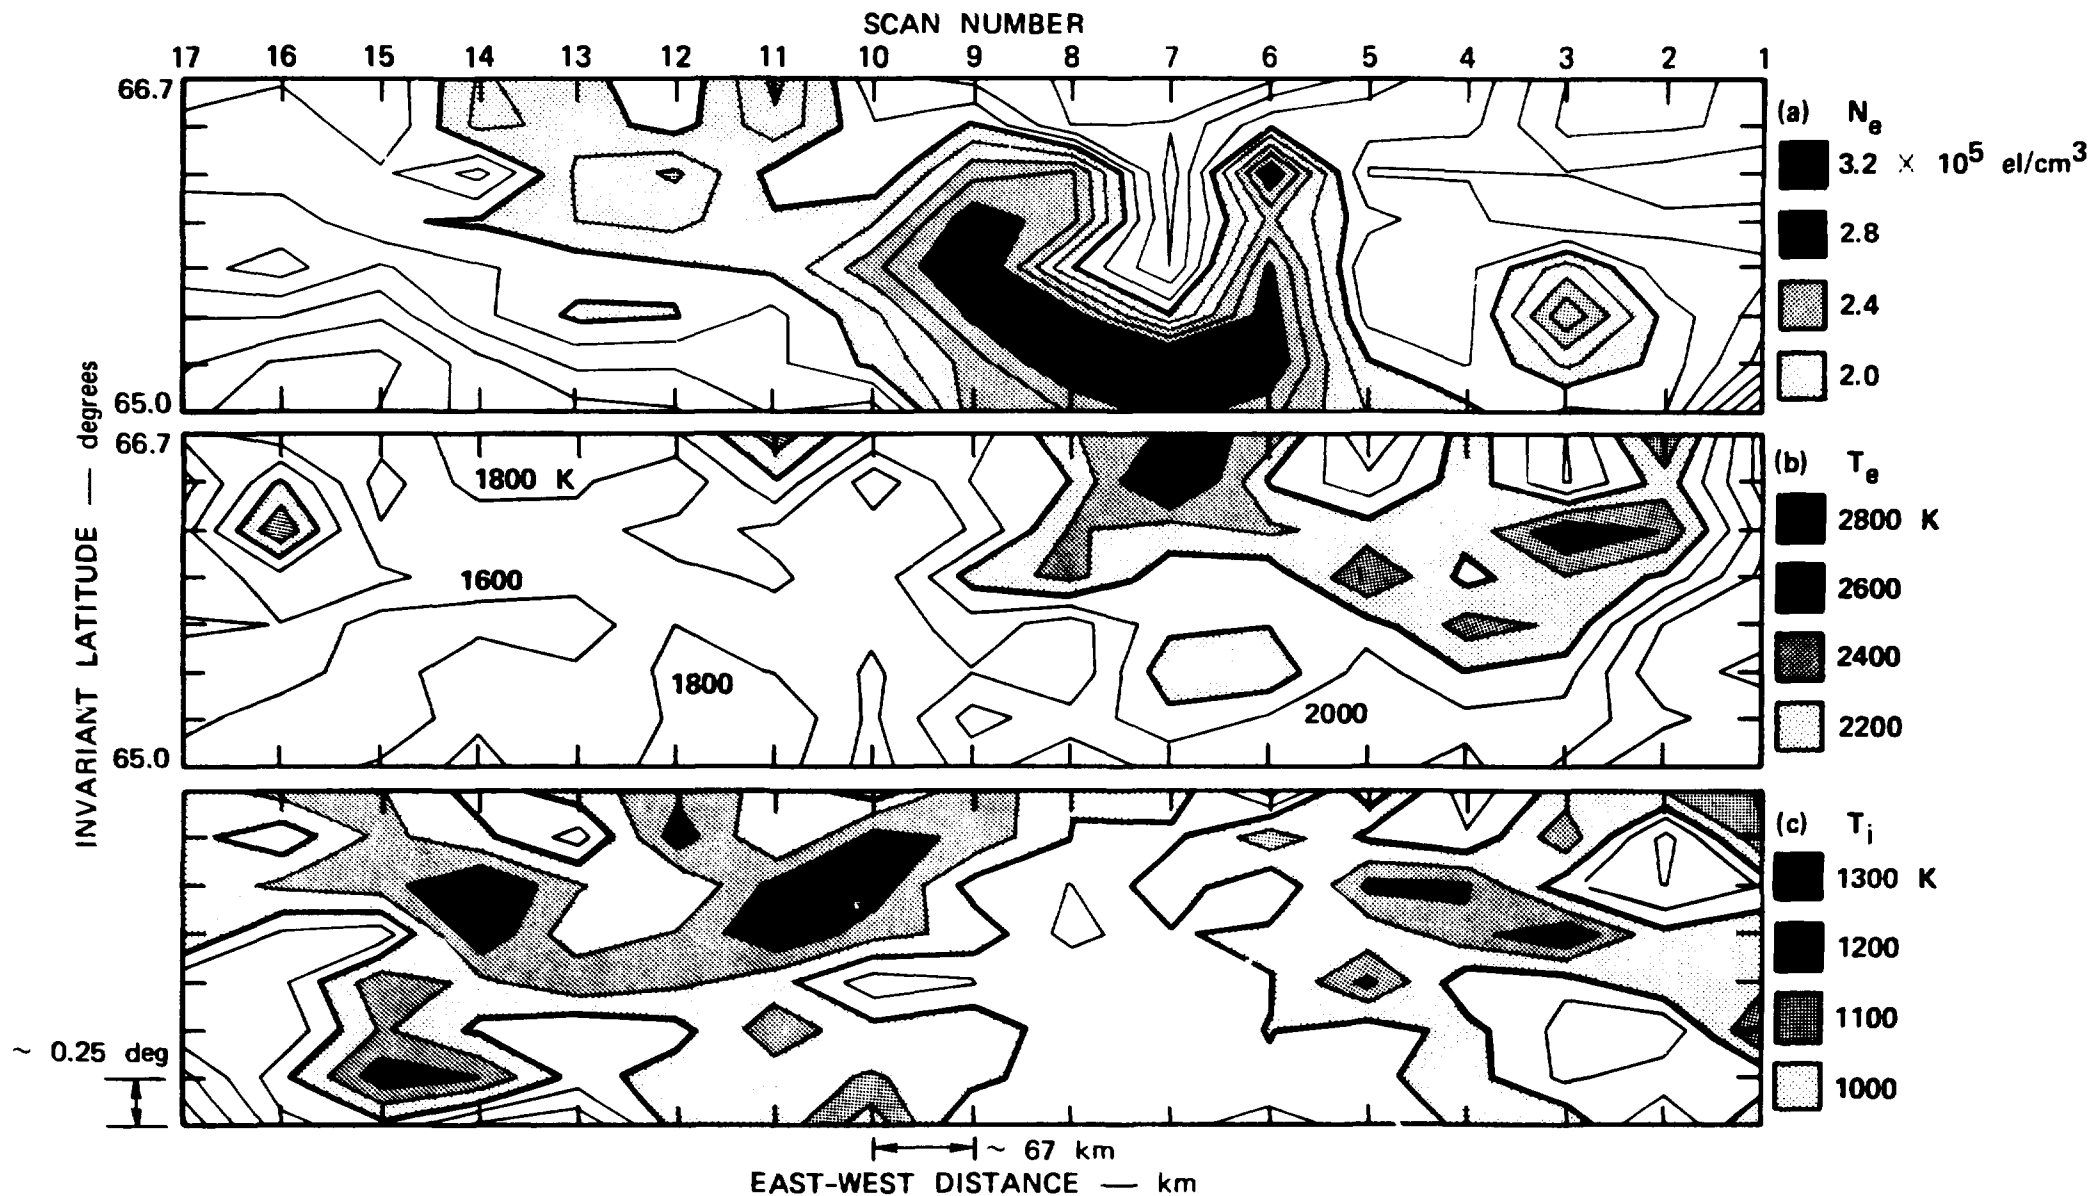 SCAN NUMBER
17 16 15 14 13 12 11 10 9 8 7 6 5 4 3 2 1
66.7
65.0
(a) Ne
3.2 × 10^5 el/cm^3
2.8
2.4
2.0
INVARIANT LATITUDE — degrees
66.7
65.0
1800 K
1600
1800
2000
(b) Te
2800 K
2600
2400
2200
(c) Ti
1300 K
1200
1100
1000
~ 0.25 deg
~ 67 km
EAST-WEST DISTANCE — km